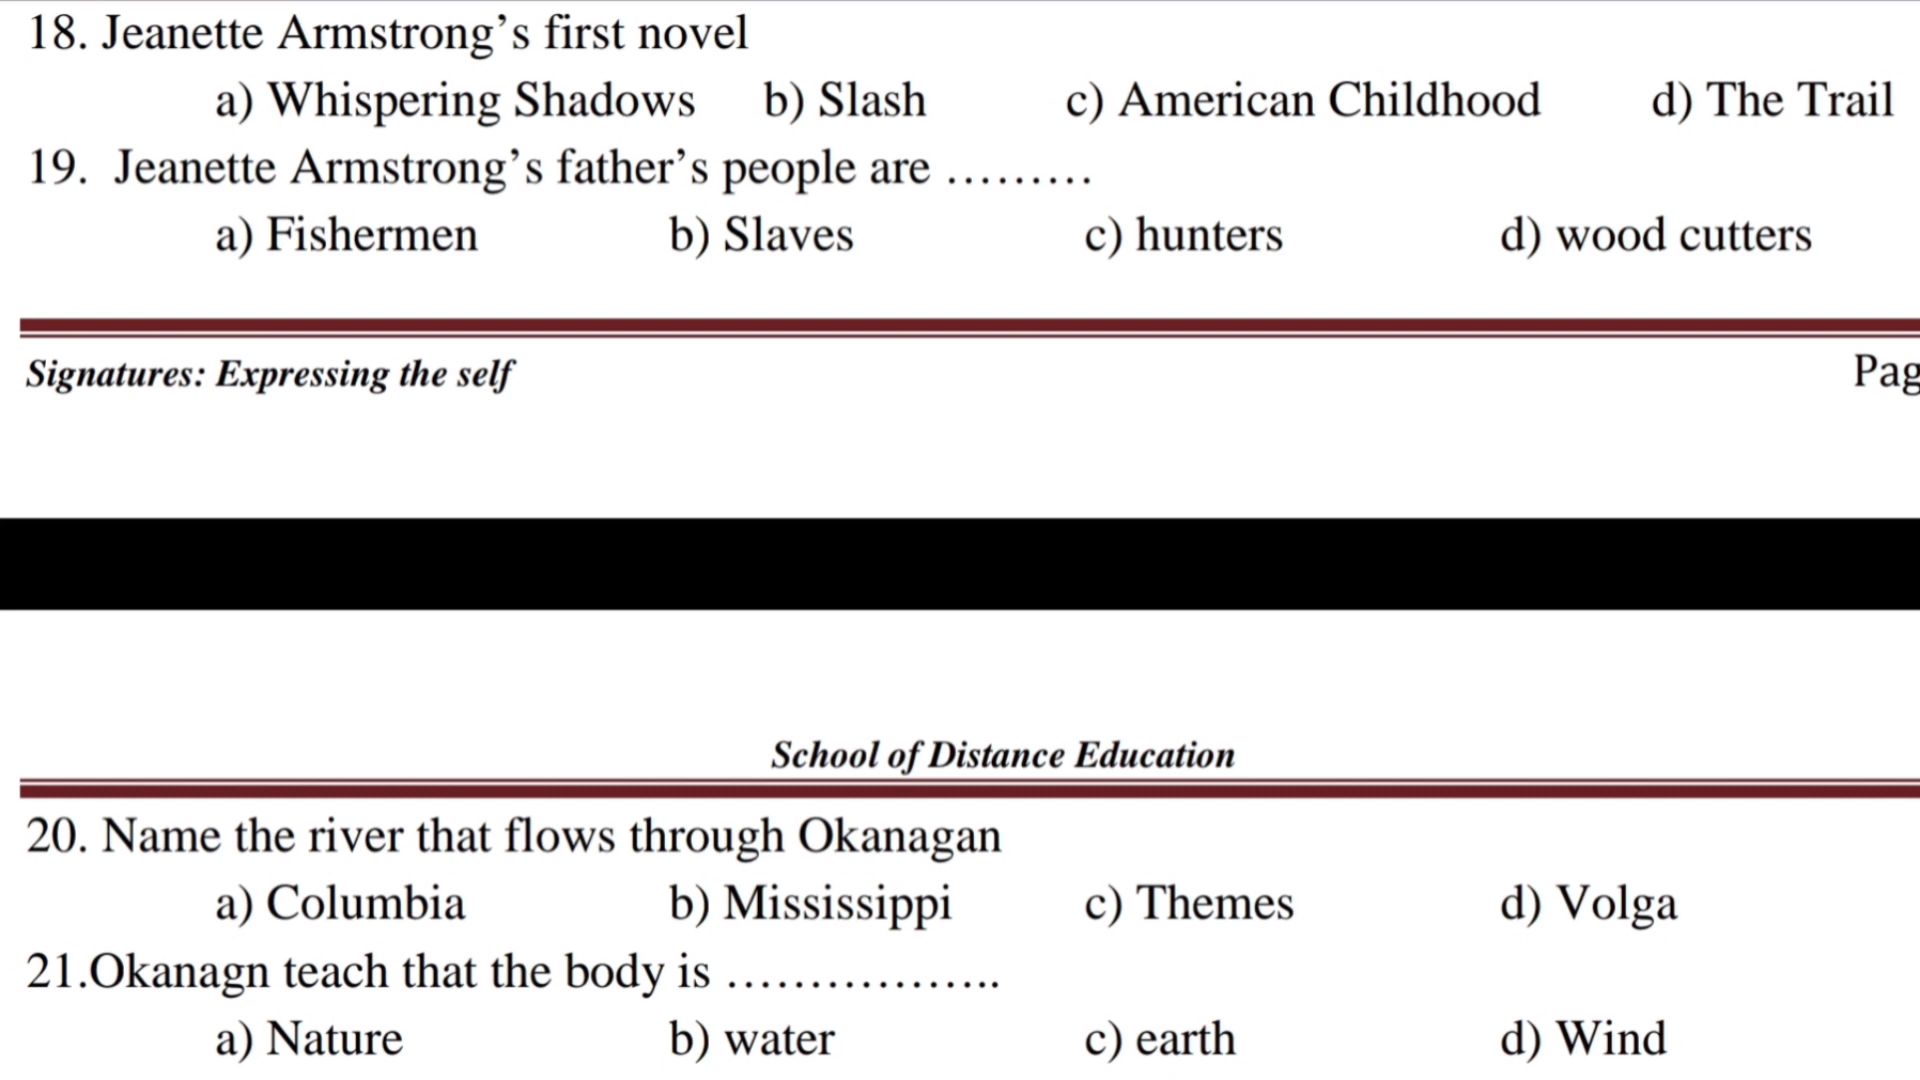 18. Jeanette Armstrong’s first novel
a) Whispering Shadows b) Slash c) American Childhood d) The Trail
19. Jeanette Armstrong’s father’s people are ………
a) Fishermen b) Slaves c) hunters d) wood cutters
Signatures: Expressing the self Pag
School of Distance Education
20. Name the river that flows through Okanagan
a) Columbia b) Mississippi c) Themes d) Volga
21.Okanagn teach that the body is ……………..
a) Nature b) water c) earth d) Wind